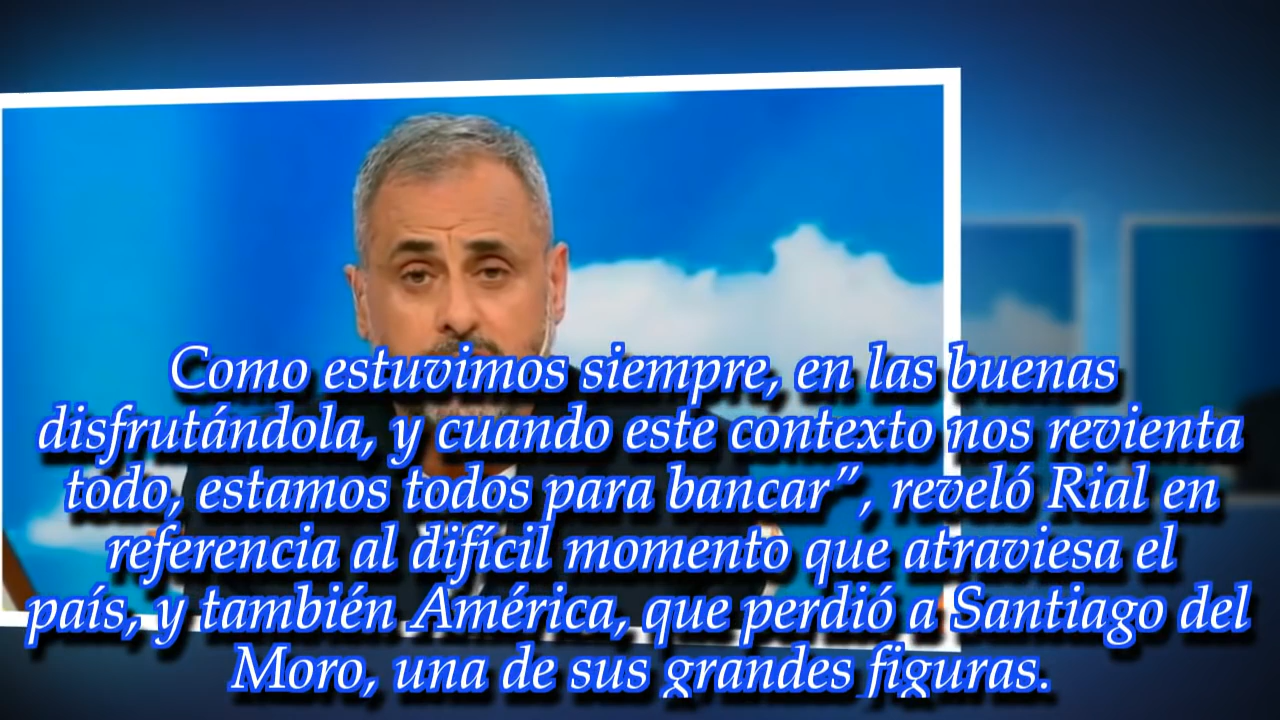 Como estuvimos siempre, en las buenas
disfrutándola, y cuando este contexto nos revienta
todo, estamos todos para bancar”, reveló Rial en
referencia al difícil momento que atraviesa el
país, y también América, que perdió a Santiago del
Moro, una de sus grandes figuras.